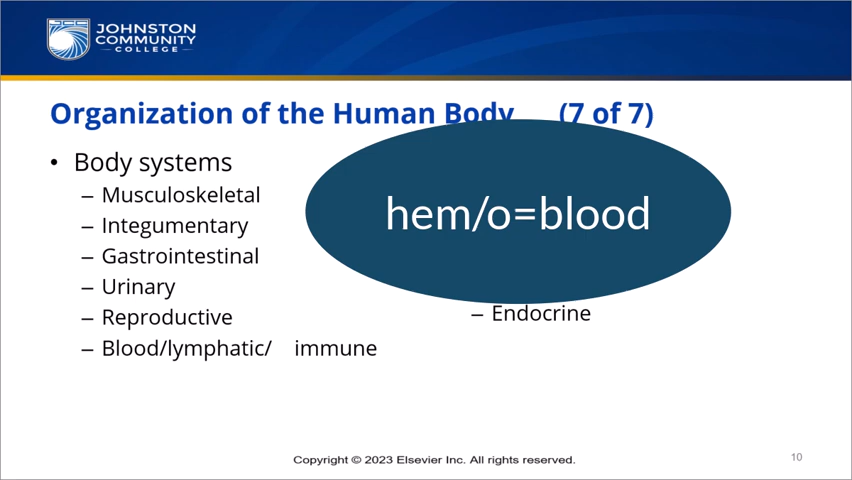 JOHNSTON
COMMUNITY
COLLEGE
Organization of the Human Body (7 of 7)
• Body systems
– Musculoskeletal
– Integumentary
– Gastrointestinal
– Urinary
– Reproductive
– Blood/lymphatic/ immune
hem/o=blood
– Endocrine
Copyright © 2023 Elsevier Inc. All rights reserved.
10